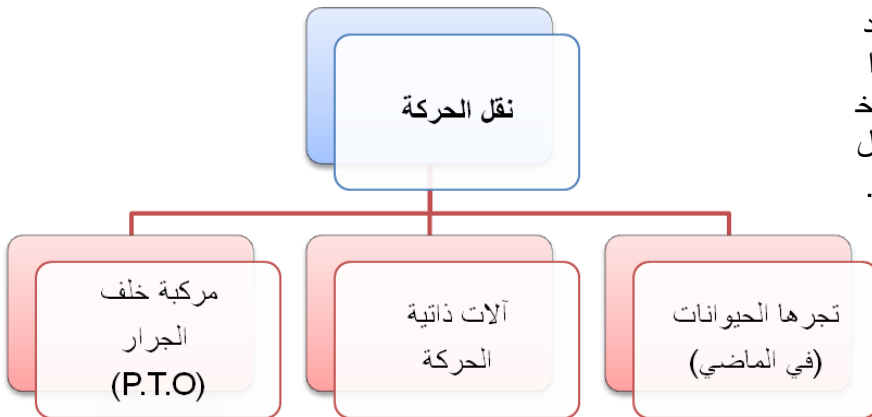 د
ا
خ
ل
.
نقل الحركة
تجرها الحيوانات
(في الماضي)
آلات ذاتية
الحركة
مركبة خلف
الجرار
(P.T.O)